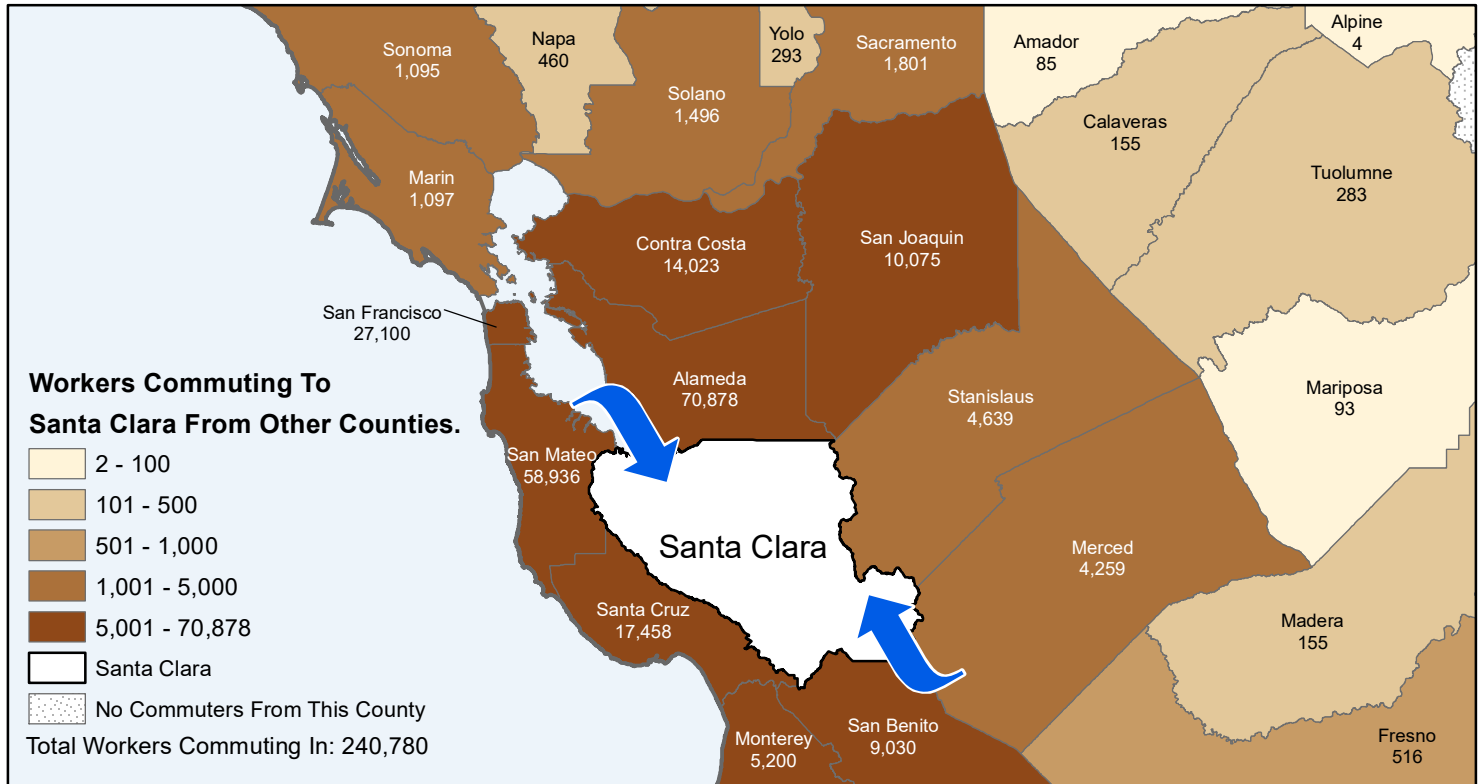 Sonoma
1,095
Napa
460
Yolo
293
Sacramento
1,801
Amador
85
Alpine
4
Solano
1,496
Calaveras
155
Marin
1,097
Tuolumne
283
Contra Costa
14,023
San Joaquin
10,075
San Francisco
27,100
Alameda
70,878
Stanislaus
4,639
Mariposa
93
San Mateo
58,936
Santa Clara
Merced
4,259
Santa Cruz
17,458
Madera
155
San Benito
9,030
Monterey
5,200
Fresno
516
Workers Commuting To
Santa Clara From Other Counties.
2 - 100
101 - 500
501 - 1,000
1,001 - 5,000
5,001 - 70,878
Santa Clara
No Commuters From This County
Total Workers Commuting In: 240,780